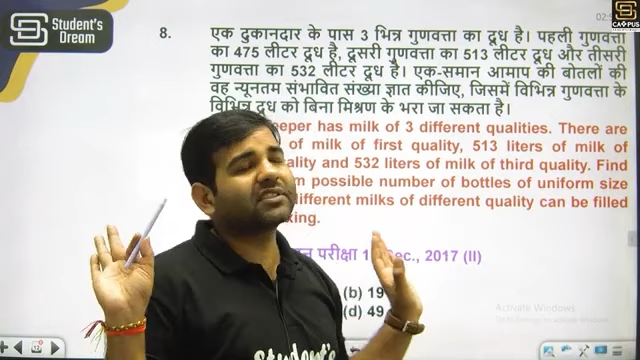 Student's
Dream
CAMPUS
8. एक दुकानदार के पास 3 भिन्न गुणवत्ता का दूध है। पहली गुणवत्ता
का 475 लीटर दूध है, दूसरी गुणवत्ता का 513 लीटर दूध और तीसरी
गुणवत्ता का 532 लीटर दूध है। एक-समान आमाप की बोतलों की
वह न्यूनतम संभावित संख्या ज्ञात कीजिए, जिसमें विभिन्न गुणवत्ता के
विभिन्न दूध को बिना मिश्रण के भरा जा सकता है।
eeper has milk of 3 different qualities. There are
of milk of first quality, 513 liters of milk of
ality and 532 liters of milk of third quality. Find
m possible number of bottles of uniform size
different milks of different quality can be filled
king.
परीक्षा 1 Dec., 2017 (II)
(b) 19
(d) 49
Activate Windows
Student's